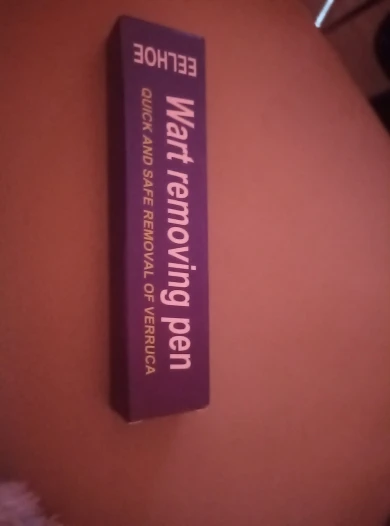 EELHOE
Wart removing pen
QUICK AND SAFE REMOVAL OF VERRUCA